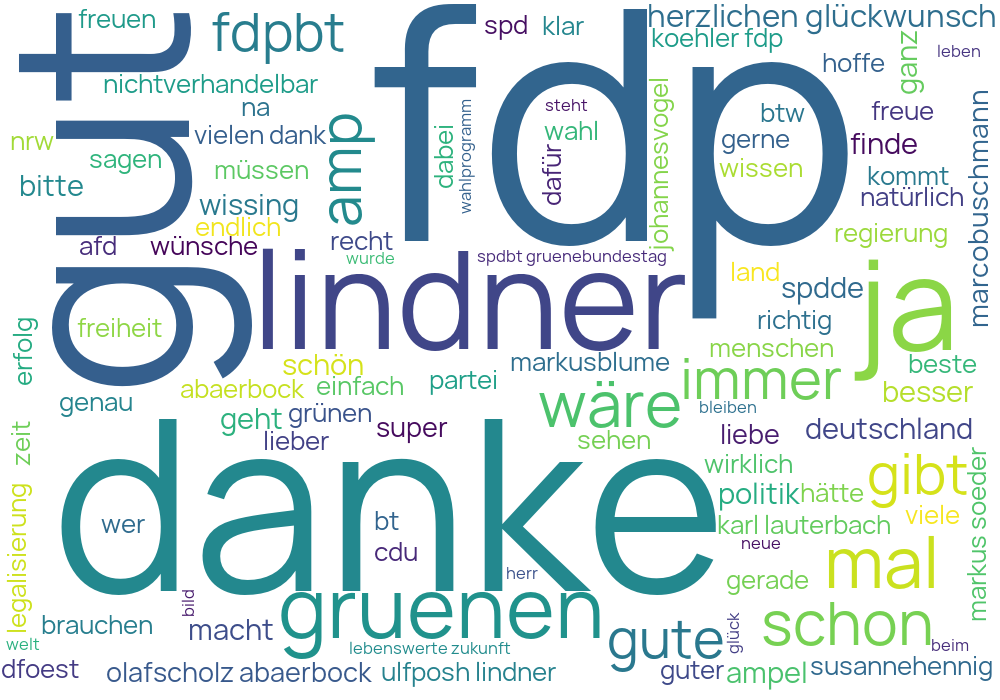 freuen
fdpbt
fdp
spd
klar
herzlichen glückwunsch
koehler fdp
ganz
leben
hoffe
gut
nichtverhandelbar
na
amp
vielen dank
nrw
sagen
müssen
bitte
wissing
endlich
afd
wünsche
recht
wurde
dabei
wahlprogramm
steht
wahl
dafür
johannesvogel
btw
gerne
wissen
freue
finde
kommt
natürlich
marcobuschmann
regierung
lindner
spdbt gruenebundestag
land
spdde
richtig
ja
freiheit
erfolg
schön
abaerbock
einfach
partei
markusblume
menschen
immer
beste
besser
genau
geht
grünen
lieber
super
wäre
bleiben
sehen
liebe
deutschland
zeit
danke
wirklich
gibt
politik
hätte
wer
bt
cdu
karl lauterbach
viele
markus soeder
neue
legalisierung
herr
mal
gerade
bild
gruenen
brauchen
macht
gute
glück
schon
welt
lebenswerte zukunft
beim
dfoest
olafscholz abaerbock
ulfposh lindner
guter
ampel
susannehennig